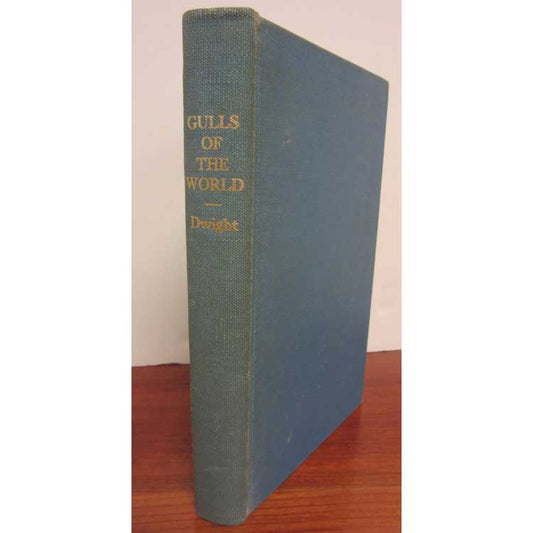 GULLS
OF
THE
WORLD
Dwight